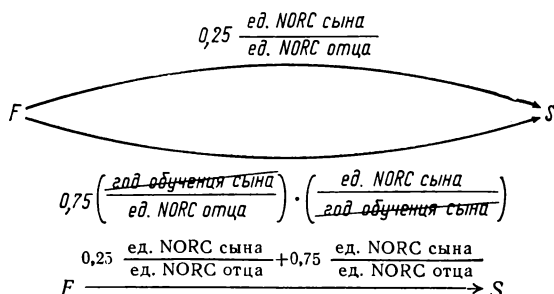 0,25 ед. NORC сына
ед. NORC отца
F S
0,75 (год обучения сына / ед. NORC отца) · (ед. NORC сына / год обучения сына)
0,25 ед. NORC сына / ед. NORC отца + 0,75 ед. NORC сына / ед. NORC отца
F S